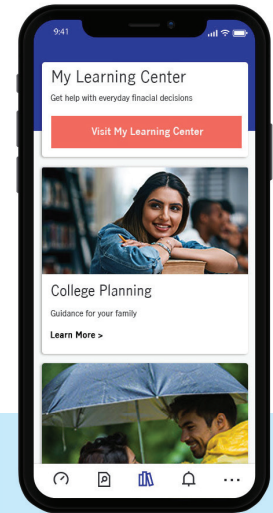 9:41
My Learning Center
Get help with everyday finacial decisions
Visit My Learning Center
College Planning
Guidance for your family
Learn More >